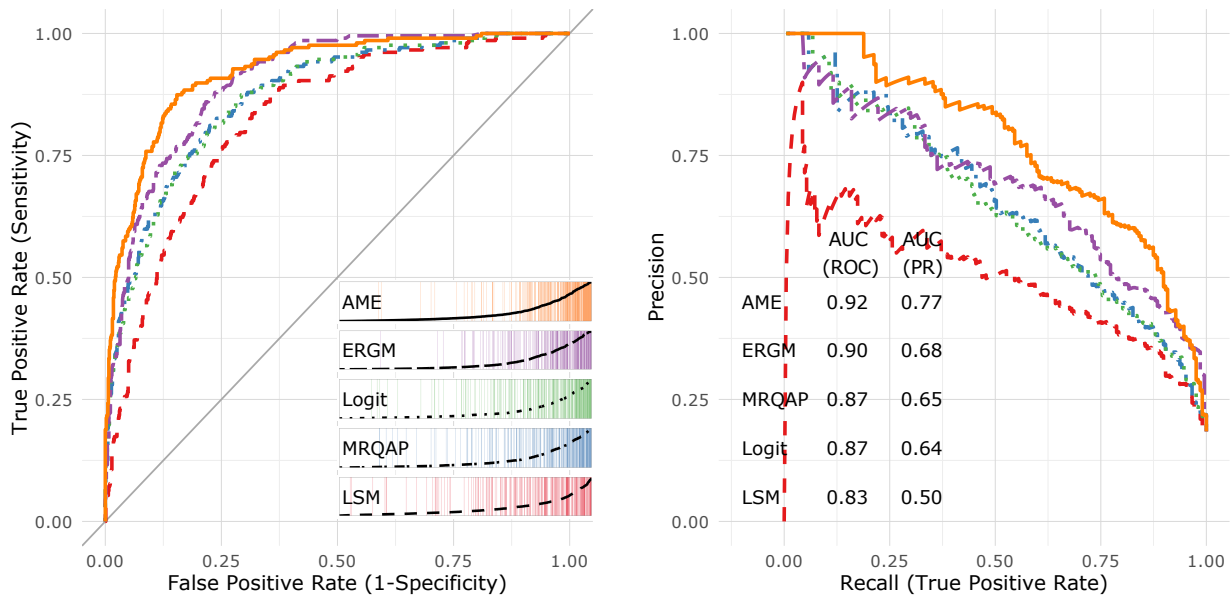 1.00
0.75
0.50
0.25
0.00
True Positive Rate (Sensitivity)
AME
ERGM
Logit
MRQAP
LSM
0.00 0.25 0.50 0.75 1.00
False Positive Rate (1-Specificity)
1.00
0.75
0.50
0.25
0.00
Precision
AUC AUC
(ROC) (PR)
AME 0.92 0.77
ERGM 0.90 0.68
MRQAP 0.87 0.65
Logit 0.87 0.64
LSM 0.83 0.50
0.00 0.25 0.50 0.75 1.00
Recall (True Positive Rate)